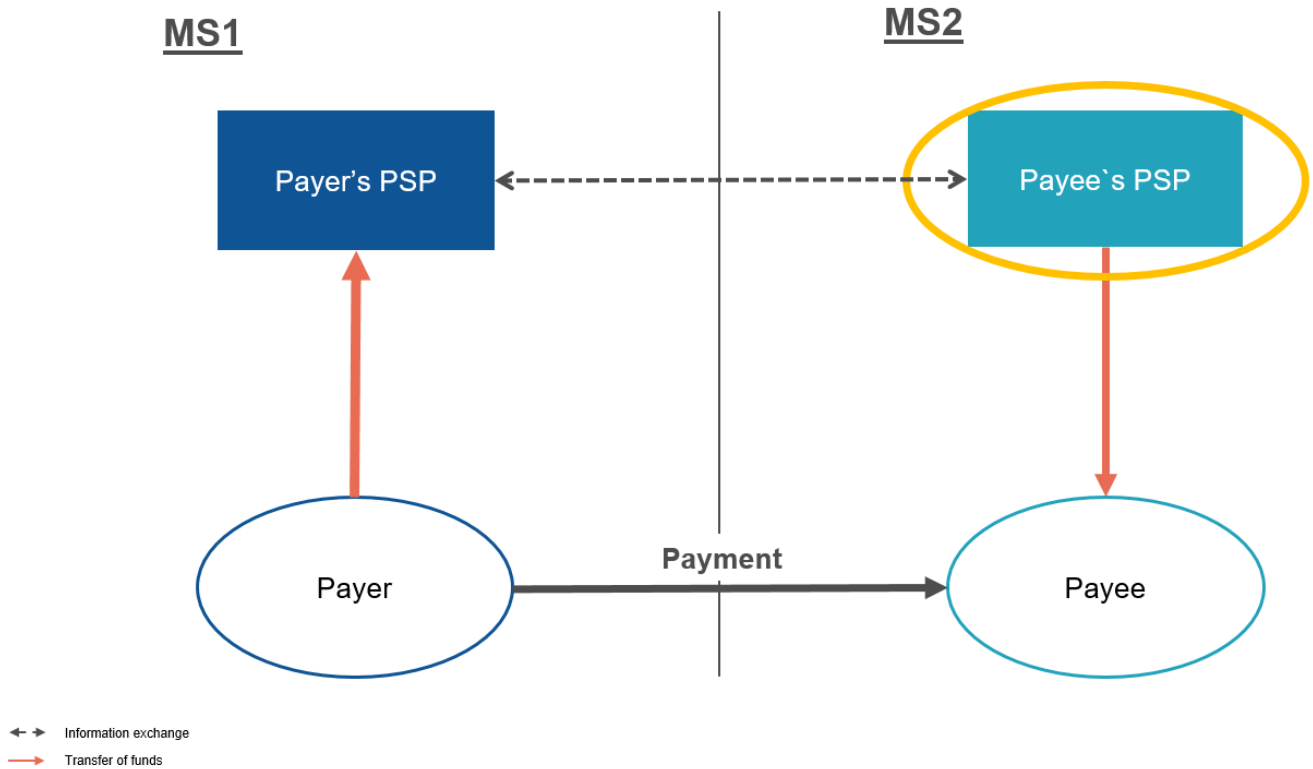 MS1
MS2
Payer’s PSP
Payee`s PSP
Payment
Payer
Payee
Information exchange
Transfer of funds